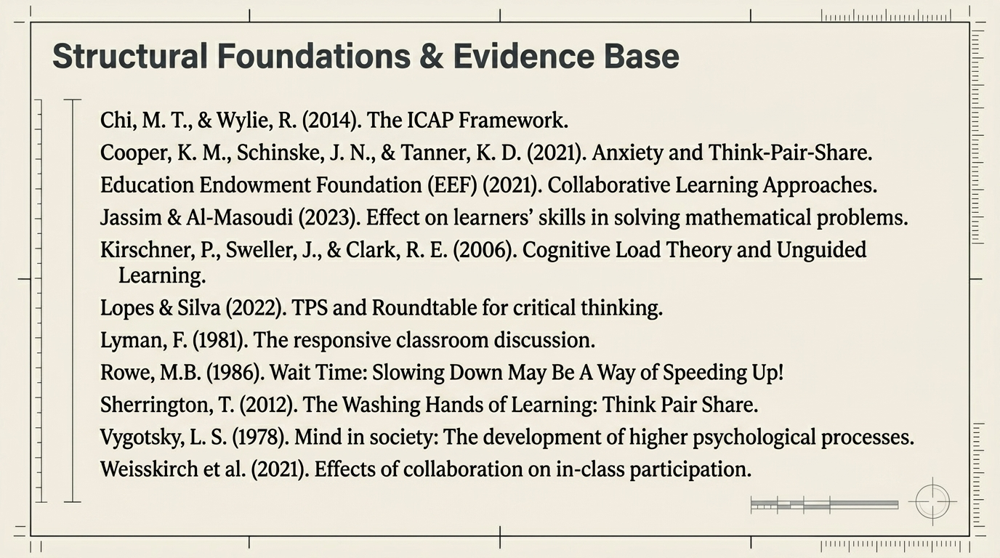 Structural Foundations & Evidence Base
Chi, M. T., & Wylie, R. (2014). The ICAP Framework.
Cooper, K. M., Schinske, J. N., & Tanner, K. D. (2021). Anxiety and Think-Pair-Share.
Education Endowment Foundation (EEF) (2021). Collaborative Learning Approaches.
Jassim & Al-Masoudi (2023). Effect on learners’ skills in solving mathematical problems.
Kirschner, P., Sweller, J., & Clark, R. E. (2006). Cognitive Load Theory and Unguided
Learning.
Lopes & Silva (2022). TPS and Roundtable for critical thinking.
Lyman, F. (1981). The responsive classroom discussion.
Rowe, M.B. (1986). Wait Time: Slowing Down May Be A Way of Speeding Up!
Sherrington, T. (2012). The Washing Hands of Learning: Think Pair Share.
Vygotsky, L. S. (1978). Mind in society: The development of higher psychological processes.
Weisskirch et al. (2021). Effects of collaboration on in-class participation.